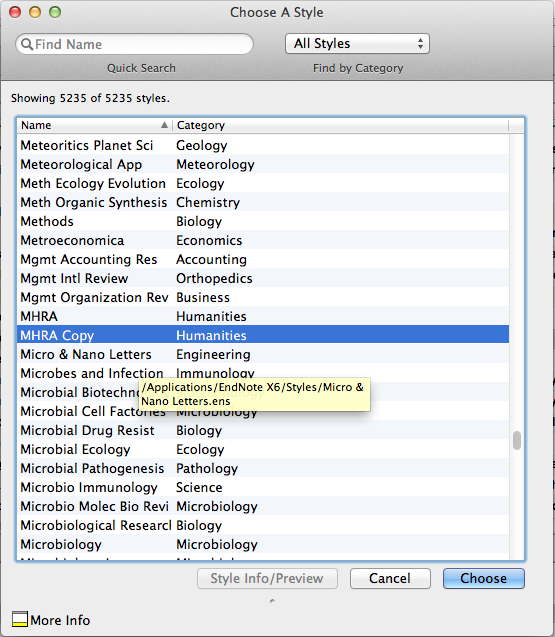 Choose A Style
Find Name
All Styles
Quick Search
Find by Category
Showing 5235 of 5235 styles.
Name Category
Meteoritics Planet Sci Geology
Meteorological App Meteorology
Meth Ecology Evolution Ecology
Meth Organic Synthesis Chemistry
Methods Biology
Metroeconomica Economics
Mgmt Accounting Res Accounting
Mgmt Intl Review Orthopedics
Mgmt Organization Rev Business
MHRA Humanities
MHRA Copy Humanities
Micro & Nano Letters Engineering
Microbes and Infection Immunology
Microbial Biotechn
/Applications/EndNote X6/Styles/Micro &
Nano Letters.ens
Microbial Cell Factories Microbiology
Microbial Drug Resist Biology
Microbial Ecology Ecology
Microbial Pathogenesis Pathology
Microbio Immunology Science
Microbio Molec Bio Revi Microbiology
Microbiological Researcl Biology
Microbiology Microbiology
Style Info/Preview
Cancel
Choose
More Info